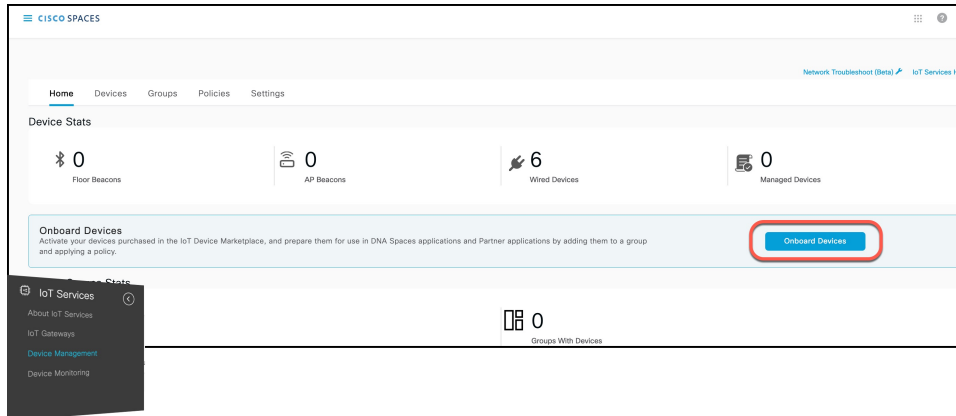 CISCO SPACES
Network Troubleshoot (Beta) IoT Services
Home Devices Groups Policies Settings
Device Stats
0 0 6 0
Floor Beacons AP Beacons Wired Devices Managed Devices
Onboard Devices
Activate your devices purchased in the IoT Device Marketplace, and prepare them for use in DNA Spaces applications and Partner applications by adding them to a group
and applying a policy.
Onboard Devices
Stats
IoT Services
About IoT Services
0
IoT Gateways
Groups With Devices
Device Management
Device Monitoring